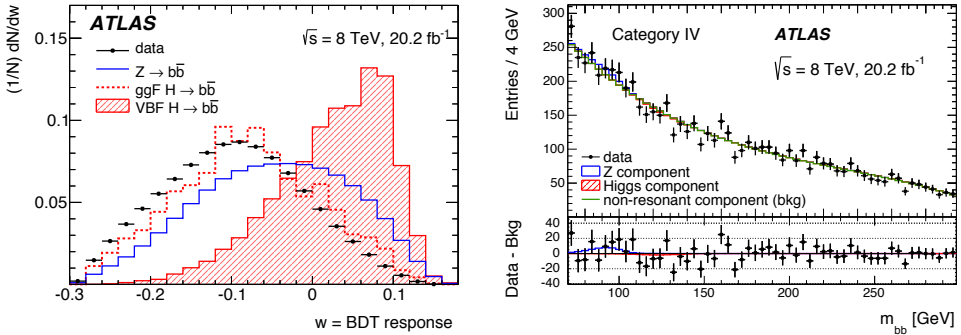 ATLAS
√s = 8 TeV, 20.2 fb⁻¹
data
Z → bb̅
ggF H → bb̅
VBF H → bb̅
(1/N) dN/dw
0.15
0.1
0.05
−0.3
−0.2
−0.1
0
0.1
w = BDT response
Category IV
ATLAS
√s = 8 TeV, 20.2 fb⁻¹
data
Z component
Higgs component
non-resonant component (bkg)
Entries / 4 GeV
300
250
200
150
100
50
Data - Bkg
40
20
0
−20
−40
100
150
200
250
m_bb [GeV]